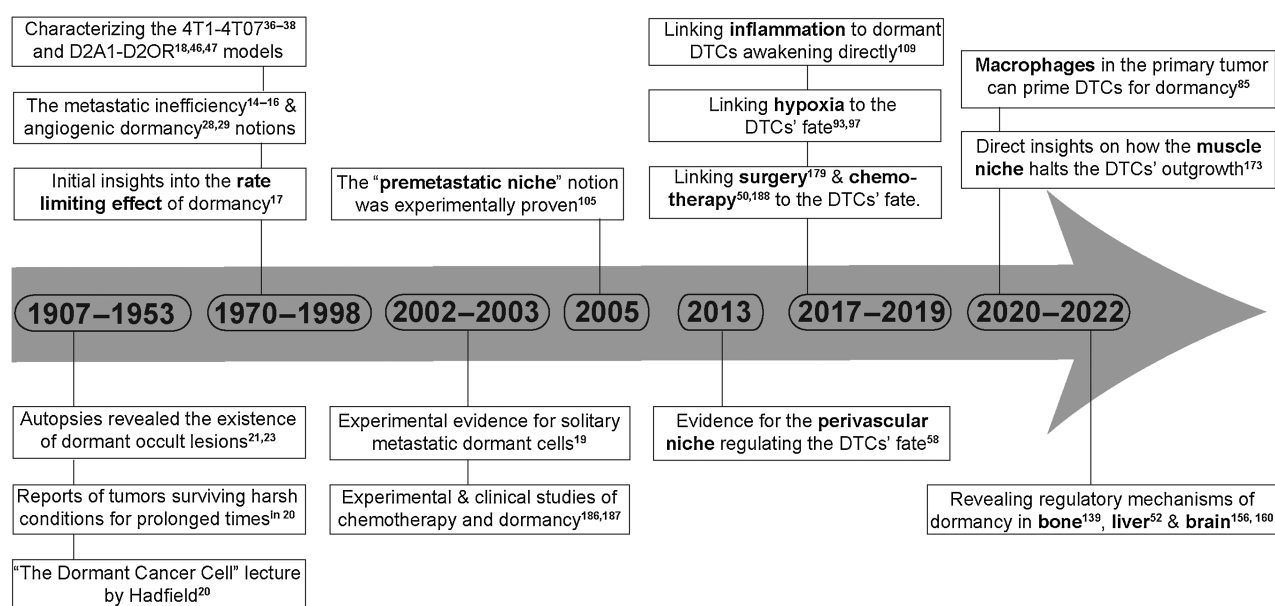 Characterizing the 4T1-4T07³⁶⁻³⁸
and D2A1-D2OR¹⁸,⁴⁶,⁴⁷ models
The metastatic inefficiency¹⁴⁻¹⁶ &
angiogenic dormancy²⁸,²⁹ notions
Initial insights into the rate
limiting effect of dormancy¹⁷
The “premetastatic niche” notion
was experimentally proven¹⁰⁵
Linking inflammation to dormant
DTCs awakening directly¹⁰⁹
Linking hypoxia to the
DTCs’ fate⁹³,⁹⁷
Linking surgery¹⁷⁹ & chemo-
therapy⁵⁰,¹⁸⁸ to the DTCs’ fate.
Macrophages in the primary tumor
can prime DTCs for dormancy⁸⁵
Direct insights on how the muscle
niche halts the DTCs’ outgrowth¹⁷³
1907–1953
1970–1998
2002–2003
2005
2013
2017–2019
2020–2022
Autopsies revealed the existence
of dormant occult lesions²¹,²³
Reports of tumors surviving harsh
conditions for prolonged timesIn ²⁰
“The Dormant Cancer Cell” lecture
by Hadfield²⁰
Experimental evidence for solitary
metastatic dormant cells¹⁹
Experimental & clinical studies of
chemotherapy and dormancy¹⁸⁶,¹⁸⁷
Evidence for the perivascular
niche regulating the DTCs’ fate⁵⁸
Revealing regulatory mechanisms of
dormancy in bone¹³⁹, liver⁵² & brain¹⁵⁶, ¹⁶⁰